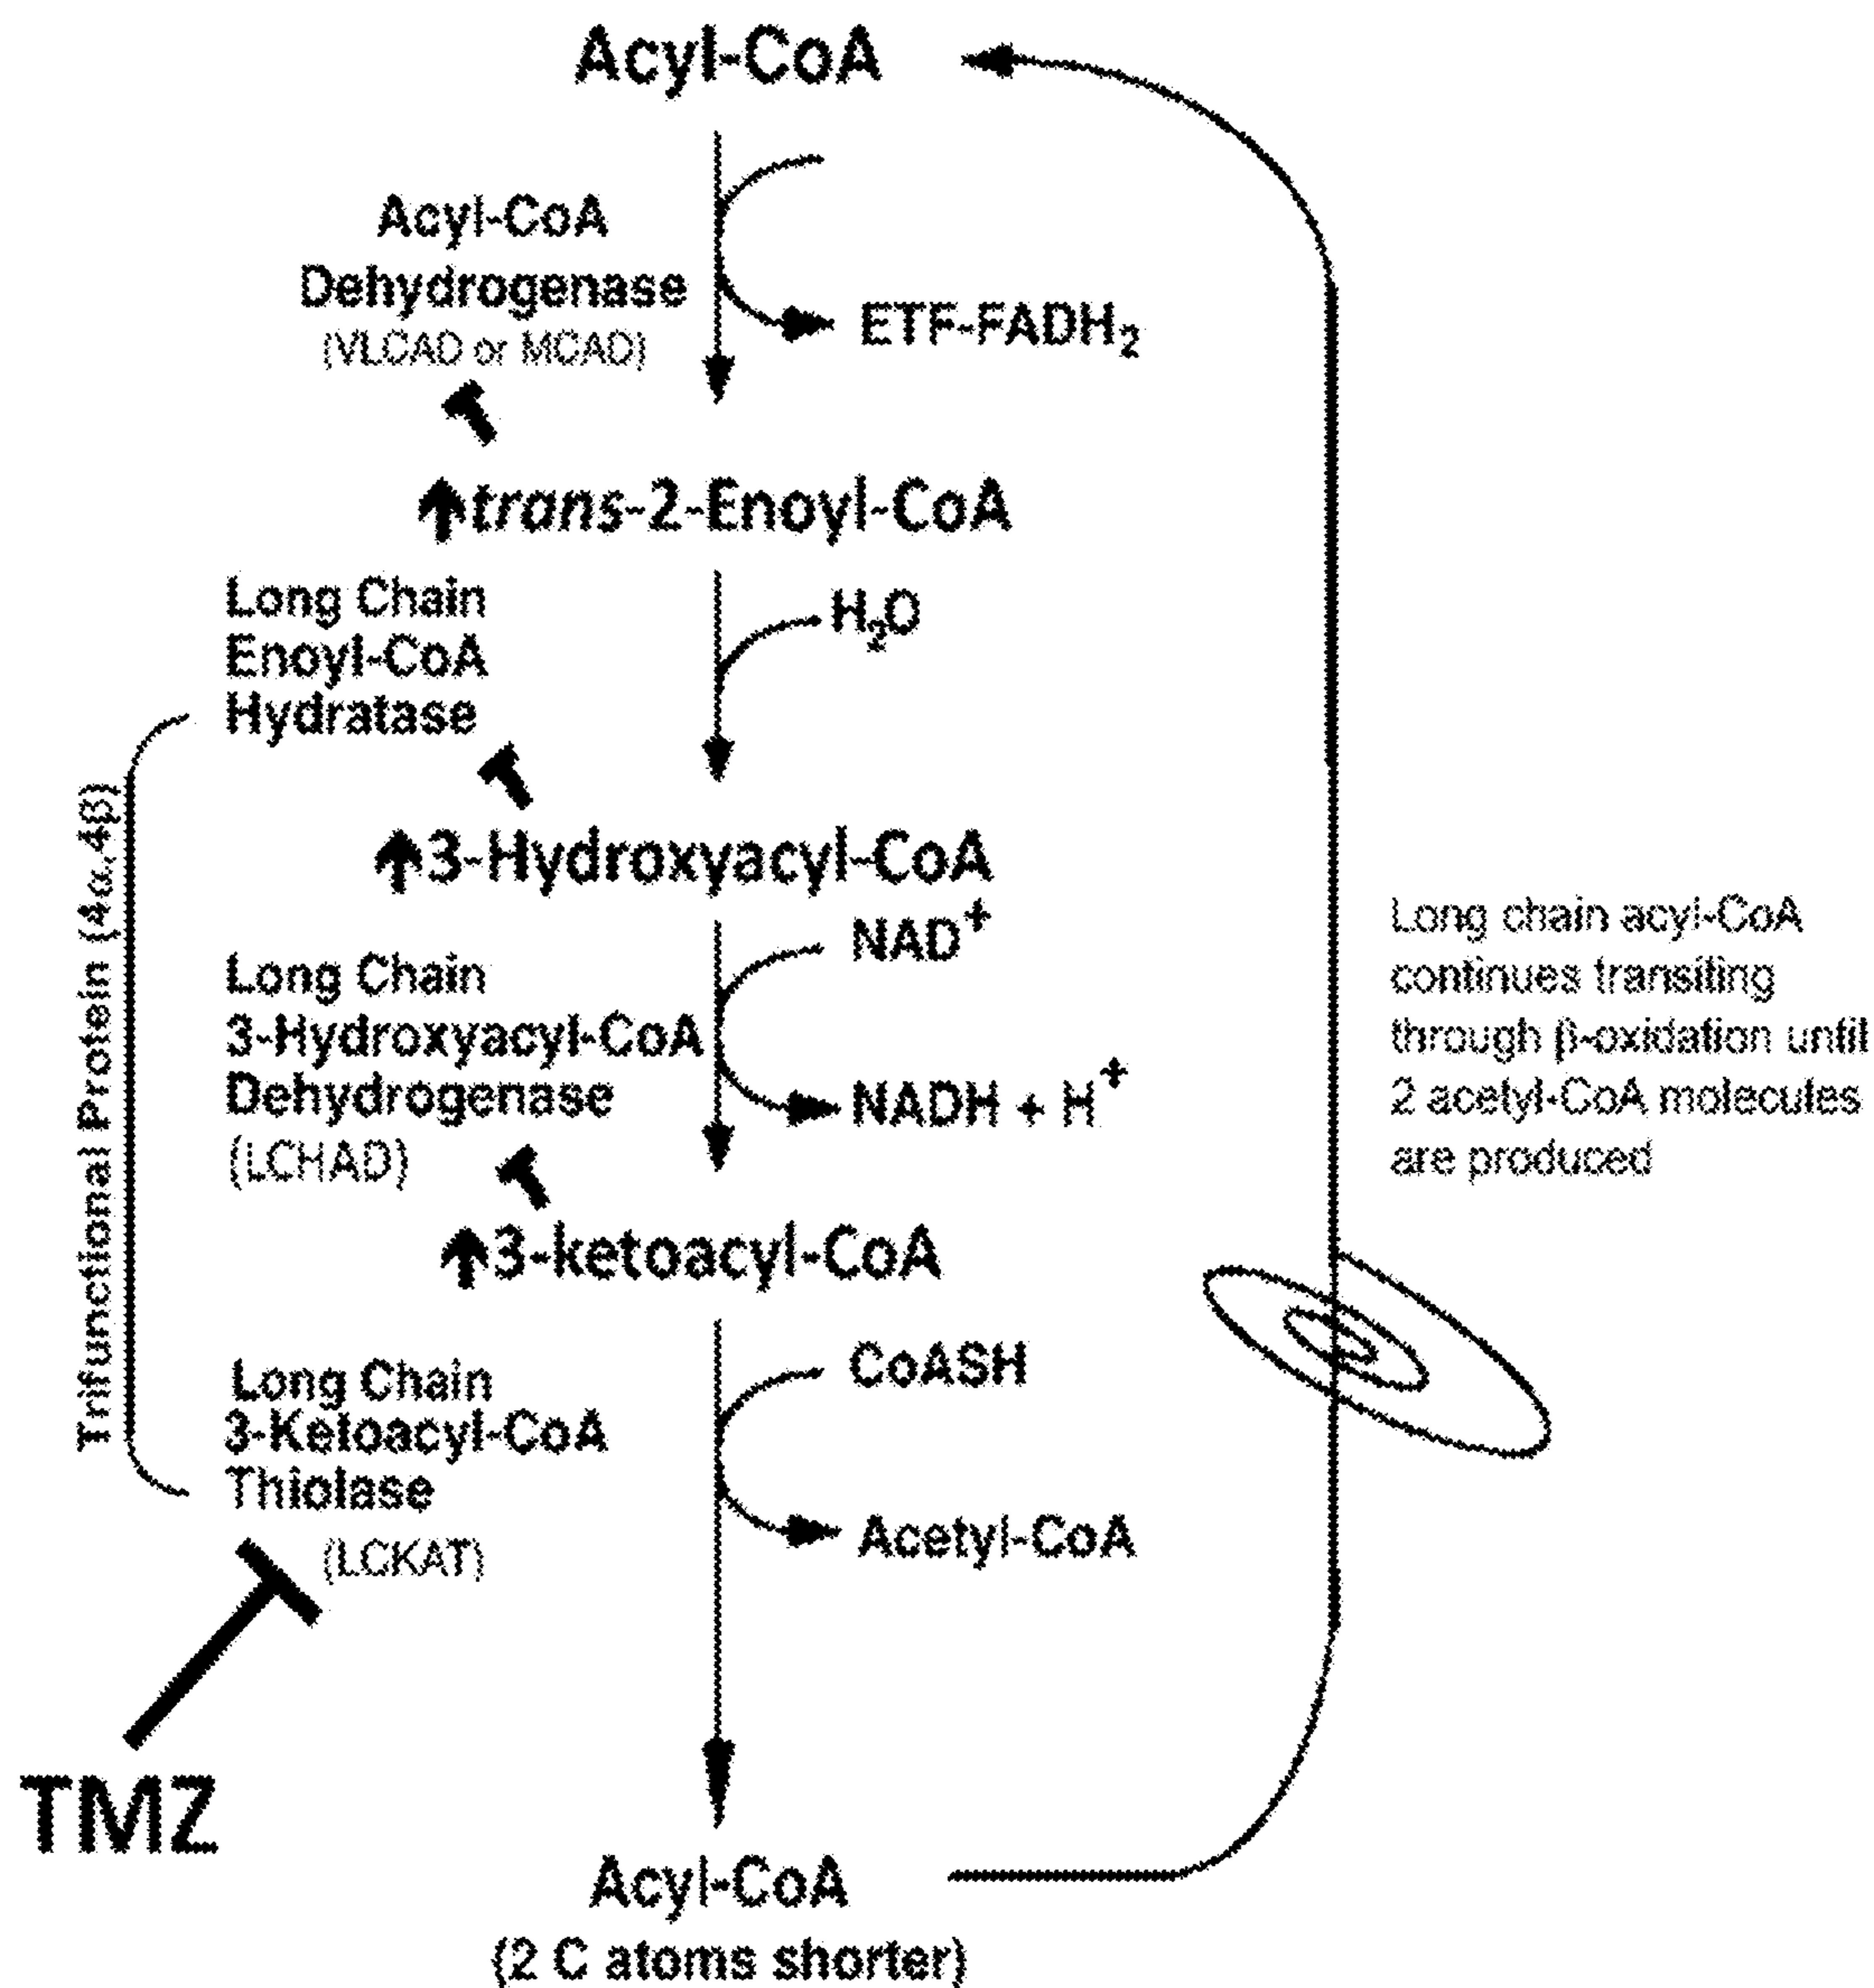 Acyl-CoA
Acyl-CoA
Dehydrogenase
(VLCAD or MCAD)
ETF-FADH₂
↑trans-2-Enoyl-CoA
Long Chain
Enoyl-CoA
Hydratase
H₂O
↑3-Hydroxyacyl-CoA
NAD⁺
Long Chain
3-Hydroxyacyl-CoA
Dehydrogenase
(LCHAD)
NADH + H⁺
↑3-ketoacyl-CoA
CoASH
Long Chain
3-Ketoacyl-CoA
Thiolase
(LCKAT)
Acetyl-CoA
Trifunctional Protein (4α,4β)
TMZ
Acyl-CoA
(2 C atoms shorter)
Long chain acyl-CoA
continues transiting
through β-oxidation until
2 acetyl-CoA molecules
are produced